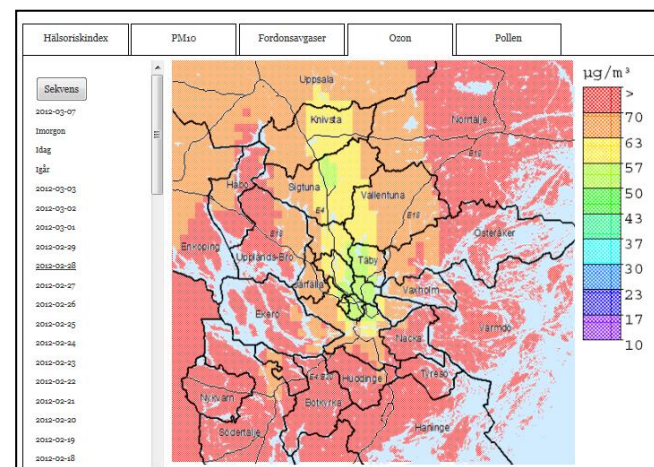 Hälsoriskindex
PM10
Fordonsavgaser
Ozon
Pollen
Sekvens
2012-03-07
Imorgon
Idag
Igår
2012-03-03
2012-03-02
2012-03-01
2012-02-29
2012-02-28
2012-02-27
2012-02-26
2012-02-25
2012-02-24
2012-02-23
2012-02-22
2012-02-21
2012-02-20
2012-02-19
2012-02-18
Uppsala
Knivsta
Norrtälje
E18
Håbo
Sigtuna
Vallentuna
E4
E18
E18
Enköping
Upplands-Bro
Täby
Österåker
Järfälla
Vaxholm
Ekerö
Värmdö
Nacka
Huddinge
Tyresö
Nykvarn
Botkyrka
Södertälje
Haninge
µg/m³
>
70
63
57
50
43
37
30
23
17
10